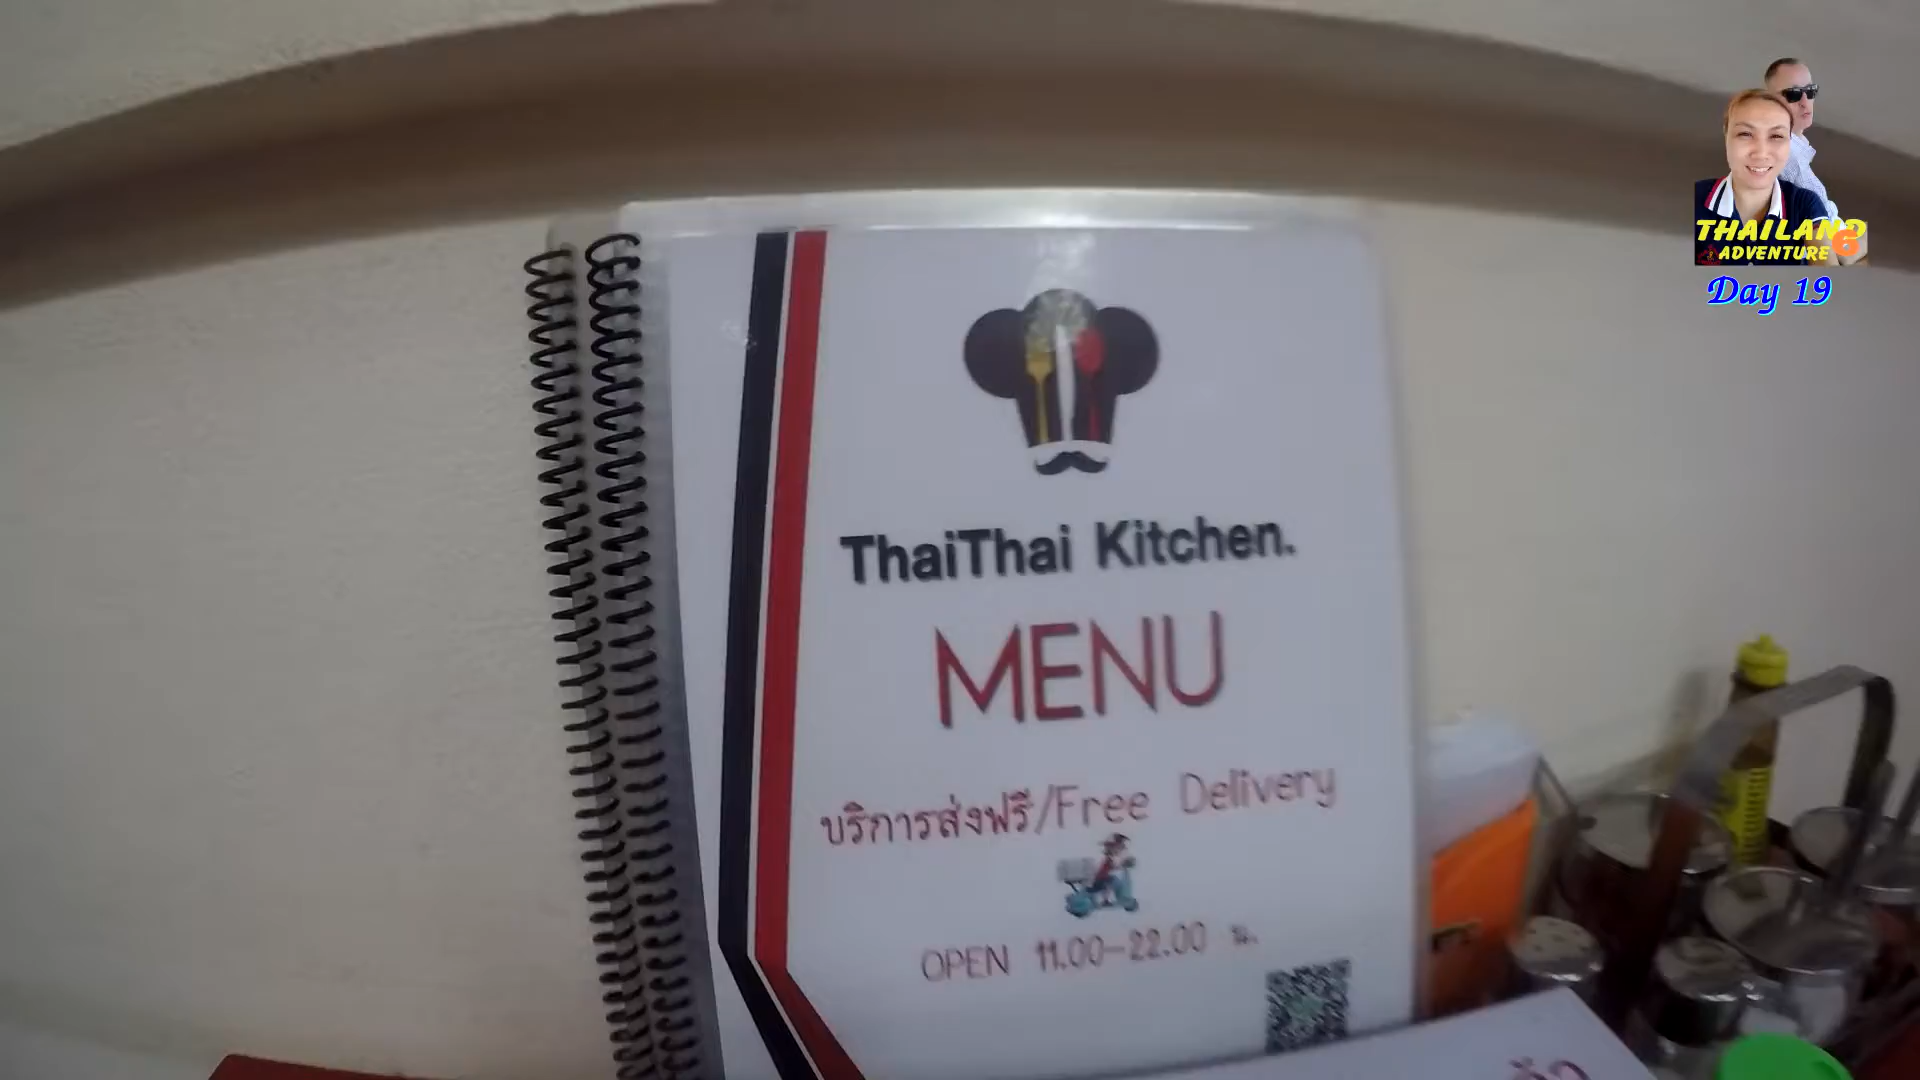 THAILAND
ADVENTURE 6
Day 19
ThaiThai Kitchen.
MENU
บริการส่งฟรี/Free Delivery
OPEN 11.00-22.00 น.